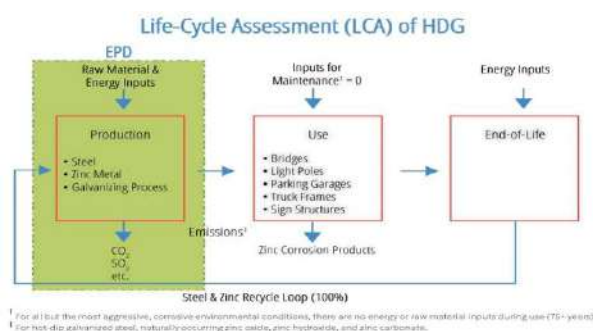 Life-Cycle Assessment (LCA) of HDG
EPD
Raw Material &
Energy Inputs
Inputs for
Maintenance¹ = 0
Energy Inputs
Production
• Steel
• Zinc Metal
• Galvanizing Process
Use
• Bridges
• Light Poles
• Parking Garages
• Truck Frames
• Sign Structures
End-of-Life
Emissions²
CO₂
SO₂
etc.
Zinc Corrosion Products
Steel & Zinc Recycle Loop (100%)
¹ For all but the most aggressive, corrosive environmental conditions, there are no energy or raw material inputs during use (75+ years)
For hot-dip galvanized steel, naturally occurring zinc oxide, zinc hydroxide, and zinc carbonate.